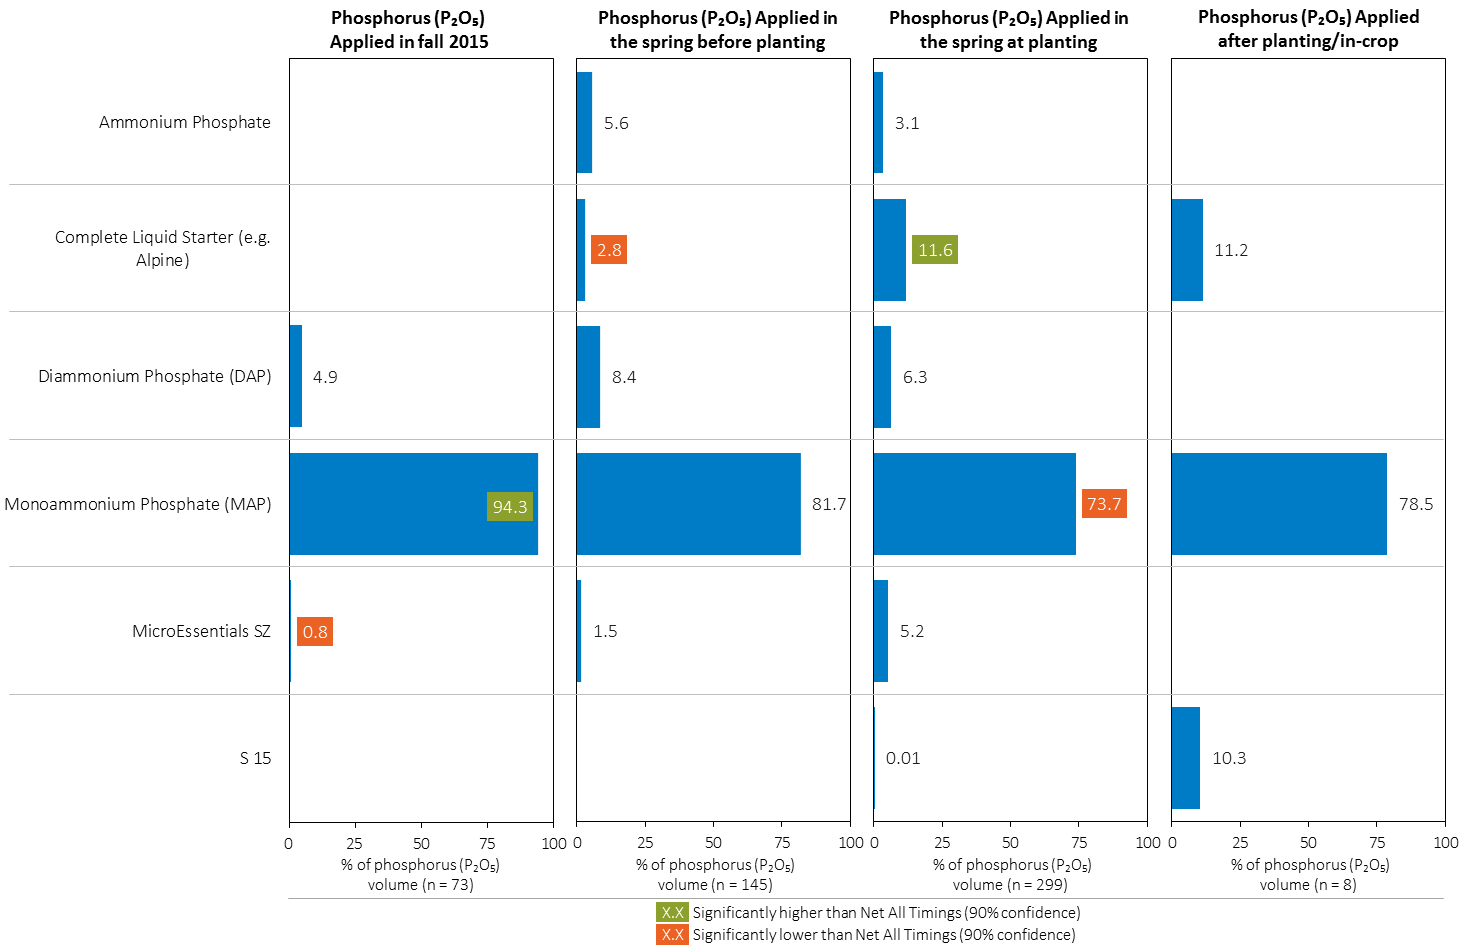 Phosphorus (P₂O₅)
Applied in fall 2015
Phosphorus (P₂O₅) Applied in
the spring before planting
Phosphorus (P₂O₅) Applied in
the spring at planting
Phosphorus (P₂O₅) Applied
after planting/in-crop
Ammonium Phosphate
5.6
3.1
Complete Liquid Starter (e.g.
Alpine)
2.8
11.6
11.2
Diammonium Phosphate (DAP)
4.9
8.4
6.3
Monoammonium Phosphate (MAP)
94.3
81.7
73.7
78.5
MicroEssentials SZ
0.8
1.5
5.2
S 15
0.01
10.3
0 25 50 75 100
0 25 50 75 100
0 25 50 75 100
0 25 50 75 100
% of phosphorus (P₂O₅)
volume (n = 73)
% of phosphorus (P₂O₅)
volume (n = 145)
% of phosphorus (P₂O₅)
volume (n = 299)
% of phosphorus (P₂O₅)
volume (n = 8)
X.X Significantly higher than Net All Timings (90% confidence)
X.X Significantly lower than Net All Timings (90% confidence)